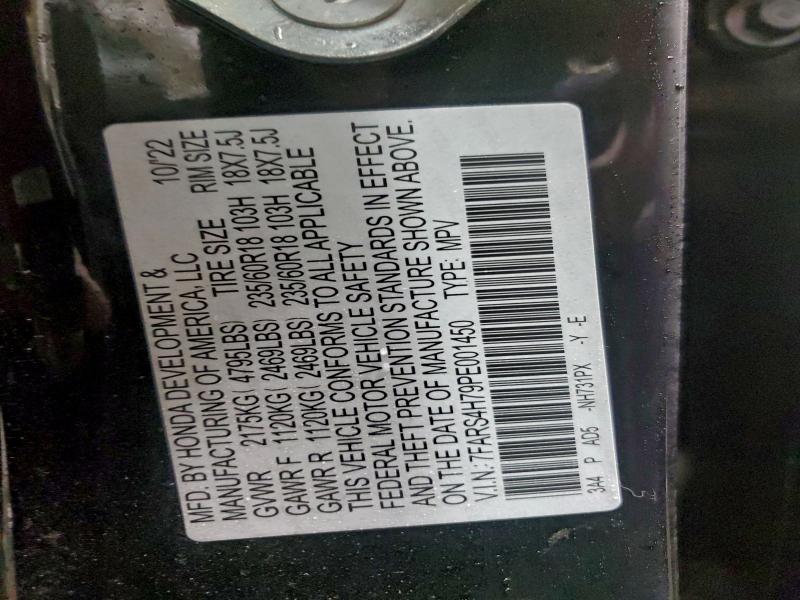 MFD. BY HONDA DEVELOPMENT & 10/'22
MANUFACTURING OF AMERICA, LLC
GVWR 2175KG( 4795LBS) TIRE SIZE RIM SIZE
GAWR F 1120KG( 2469LBS) 235/60R18 103H 18X7.5J
GAWR R 1120KG( 2469LBS) 235/60R18 103H 18X7.5J
THIS VEHICLE CONFORMS TO ALL APPLICABLE
FEDERAL MOTOR VEHICLE SAFETY
AND THEFT PREVENTION STANDARDS IN EFFECT
ON THE DATE OF MANUFACTURE SHOWN ABOVE.
V.I.N.: 7FARS4H79PE001450 TYPE: MPV
3A4 P AD5 -NH731PX -Y -E